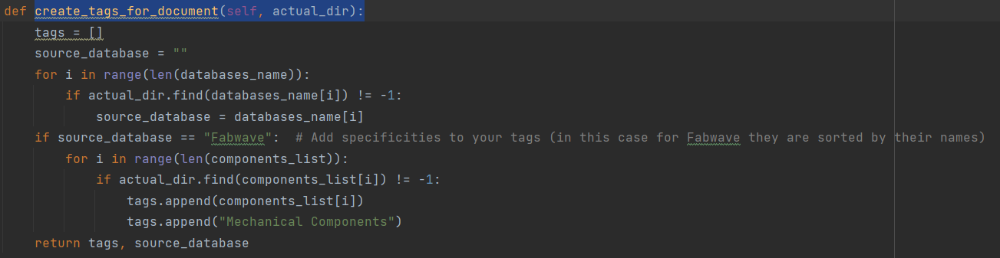 def create_tags_for_document(self, actual_dir):
    tags = []
    source_database = ""
    for i in range(len(databases_name)):
        if actual_dir.find(databases_name[i]) != -1:
            source_database = databases_name[i]
    if source_database == "Fabwave":  # Add specificities to your tags (in this case for Fabwave they are sorted by their names)
        for i in range(len(components_list)):
            if actual_dir.find(components_list[i]) != -1:
                tags.append(components_list[i])
                tags.append("Mechanical Components")
    return tags, source_database